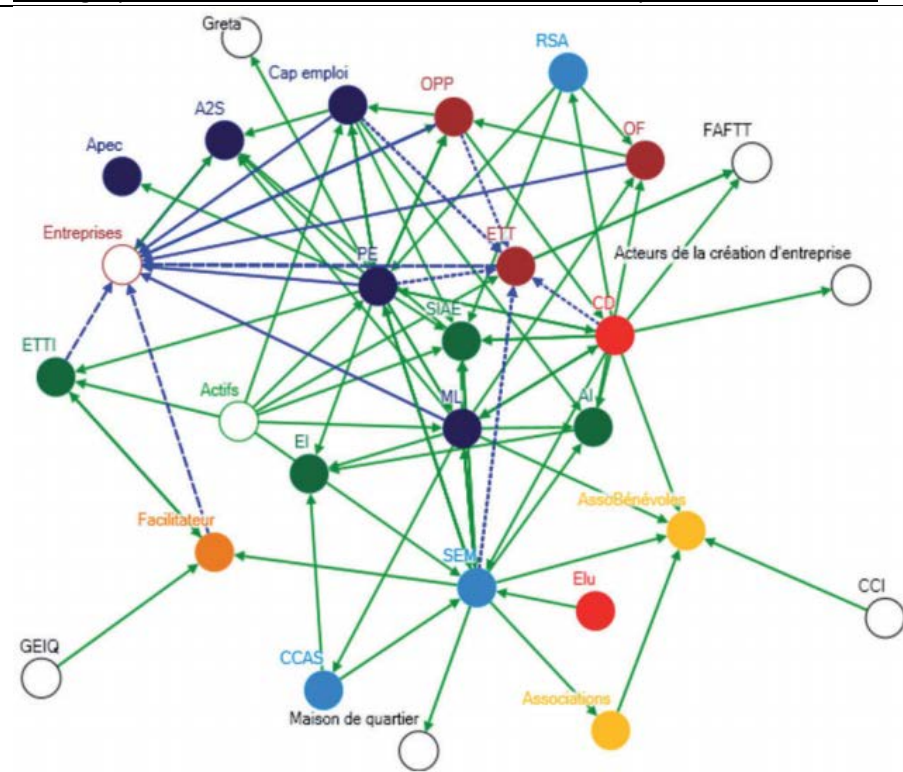 Greta
RSA
Cap emploi
OPP
A2S
OF
FAFTT
Apec
Entreprises
ETT
PE
Acteurs de la création d'entreprise
CD
SIAE
ETTI
Actifs
ML
AI
EI
AssoBénévoles
Facilitateur
SEM
Elu
CCI
GEIQ
CCAS
Associations
Maison de quartier